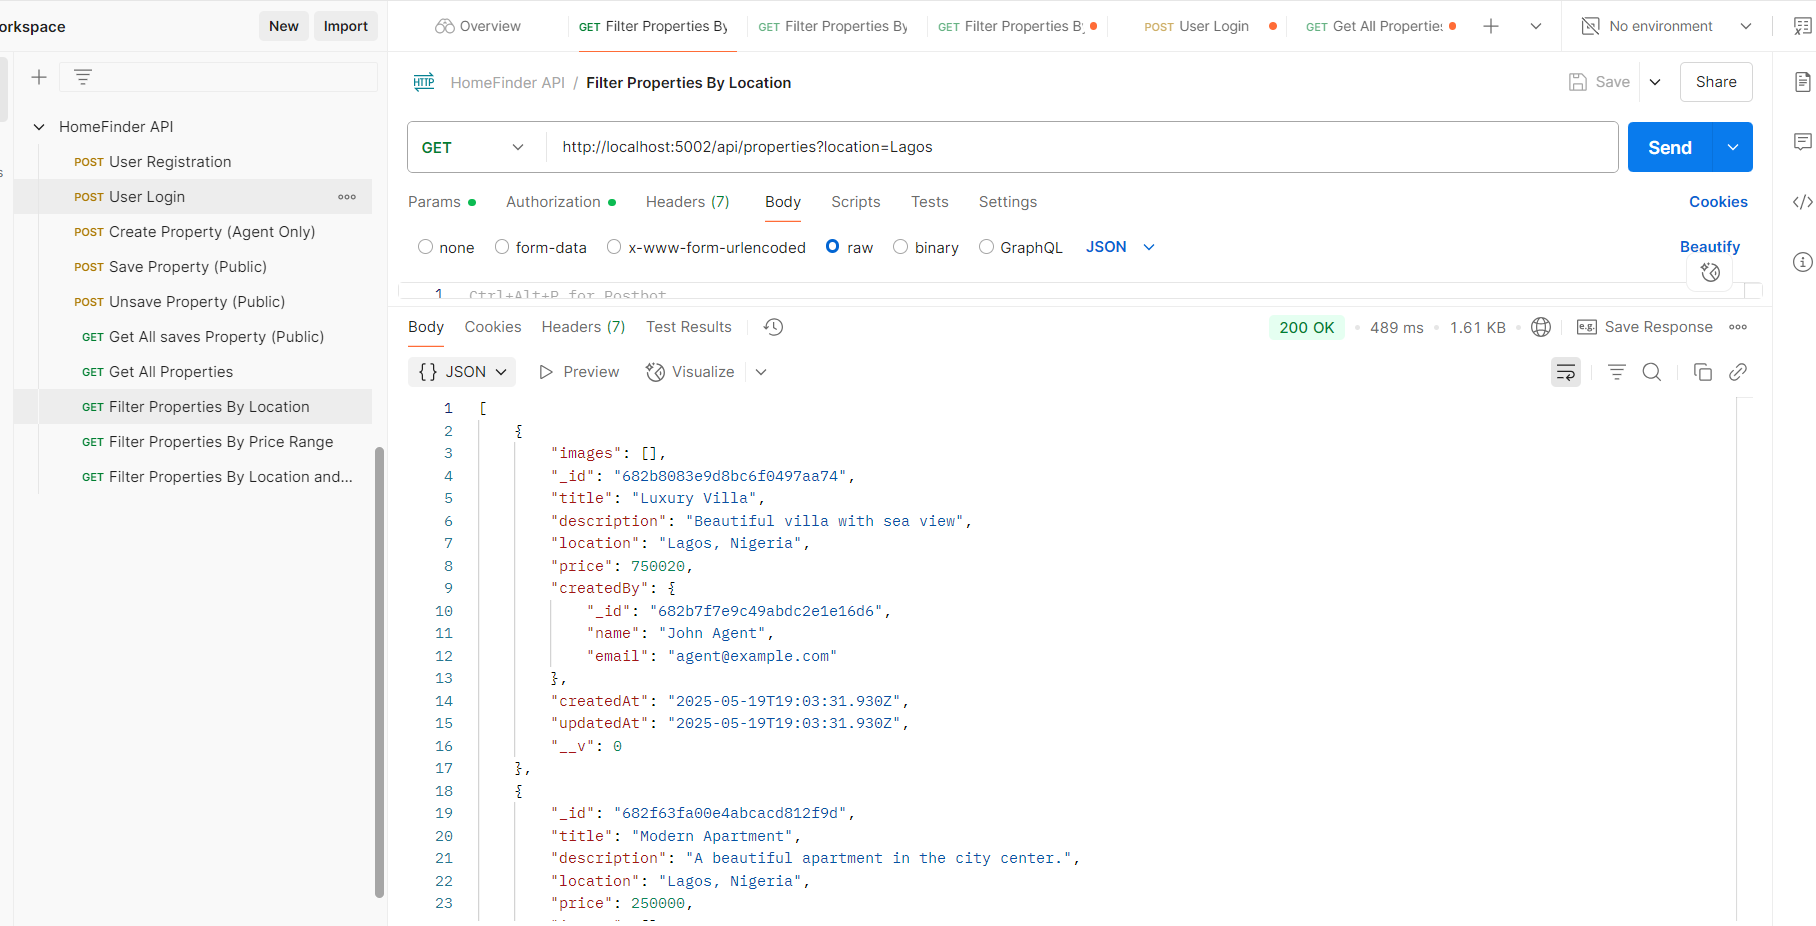 orkspace
New
Import
Overview
GET Filter Properties By
GET Filter Properties By
GET Filter Properties B
POST User Login
GET Get All Propertie
No environment
HomeFinder API
POST User Registration
POST User Login
POST Create Property (Agent Only)
POST Save Property (Public)
POST Unsave Property (Public)
GET Get All saves Property (Public)
GET Get All Properties
GET Filter Properties By Location
GET Filter Properties By Price Range
GET Filter Properties By Location and...
s
HTTP HomeFinder API / Filter Properties By Location
Save
Share
GET http://localhost:5002/api/properties?location=Lagos
Send
Params Authorization Headers (7) Body Scripts Tests Settings
Cookies
none form-data x-www-form-urlencoded raw binary GraphQL JSON
Beautify
1 Ctrl+Alt+P for Postbot
Body Cookies Headers (7) Test Results
200 OK • 489 ms • 1.61 KB • e.g. Save Response
{} JSON Preview Visualize
1 [
2 {
3 "images": [],
4 "_id": "682b8083e9d8bc6f0497aa74",
5 "title": "Luxury Villa",
6 "description": "Beautiful villa with sea view",
7 "location": "Lagos, Nigeria",
8 "price": 750020,
9 "createdBy": {
10 "_id": "682b7f7e9c49abdc2e1e16d6",
11 "name": "John Agent",
12 "email": "agent@example.com"
13 },
14 "createdAt": "2025-05-19T19:03:31.930Z",
15 "updatedAt": "2025-05-19T19:03:31.930Z",
16 "__v": 0
17 },
18 {
19 "_id": "682f63fa00e4abcacd812f9d",
20 "title": "Modern Apartment",
21 "description": "A beautiful apartment in the city center.",
22 "location": "Lagos, Nigeria",
23 "price": 250000,